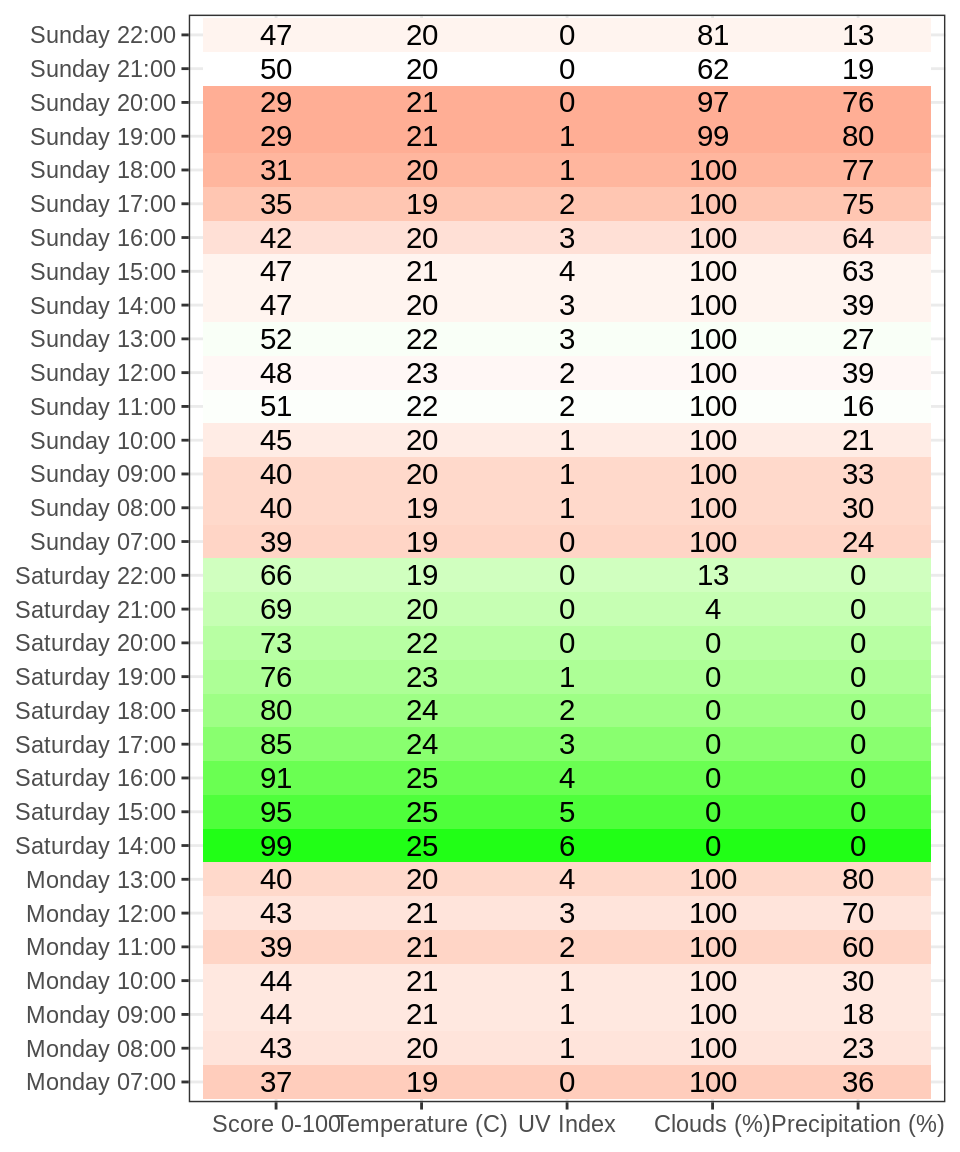 Sunday 22:00 47 20 0 81 13
Sunday 21:00 50 20 0 62 19
Sunday 20:00 29 21 0 97 76
Sunday 19:00 29 21 1 99 80
Sunday 18:00 31 20 1 100 77
Sunday 17:00 35 19 2 100 75
Sunday 16:00 42 20 3 100 64
Sunday 15:00 47 21 4 100 63
Sunday 14:00 47 20 3 100 39
Sunday 13:00 52 22 3 100 27
Sunday 12:00 48 23 2 100 39
Sunday 11:00 51 22 2 100 16
Sunday 10:00 45 20 1 100 21
Sunday 09:00 40 20 1 100 33
Sunday 08:00 40 19 1 100 30
Sunday 07:00 39 19 0 100 24
Saturday 22:00 66 19 0 13 0
Saturday 21:00 69 20 0 4 0
Saturday 20:00 73 22 0 0 0
Saturday 19:00 76 23 1 0 0
Saturday 18:00 80 24 2 0 0
Saturday 17:00 85 24 3 0 0
Saturday 16:00 91 25 4 0 0
Saturday 15:00 95 25 5 0 0
Saturday 14:00 99 25 6 0 0
Monday 13:00 40 20 4 100 80
Monday 12:00 43 21 3 100 70
Monday 11:00 39 21 2 100 60
Monday 10:00 44 21 1 100 30
Monday 09:00 44 21 1 100 18
Monday 08:00 43 20 1 100 23
Monday 07:00 37 19 0 100 36
Score 0-100 Temperature (C) UV Index Clouds (%) Precipitation (%)